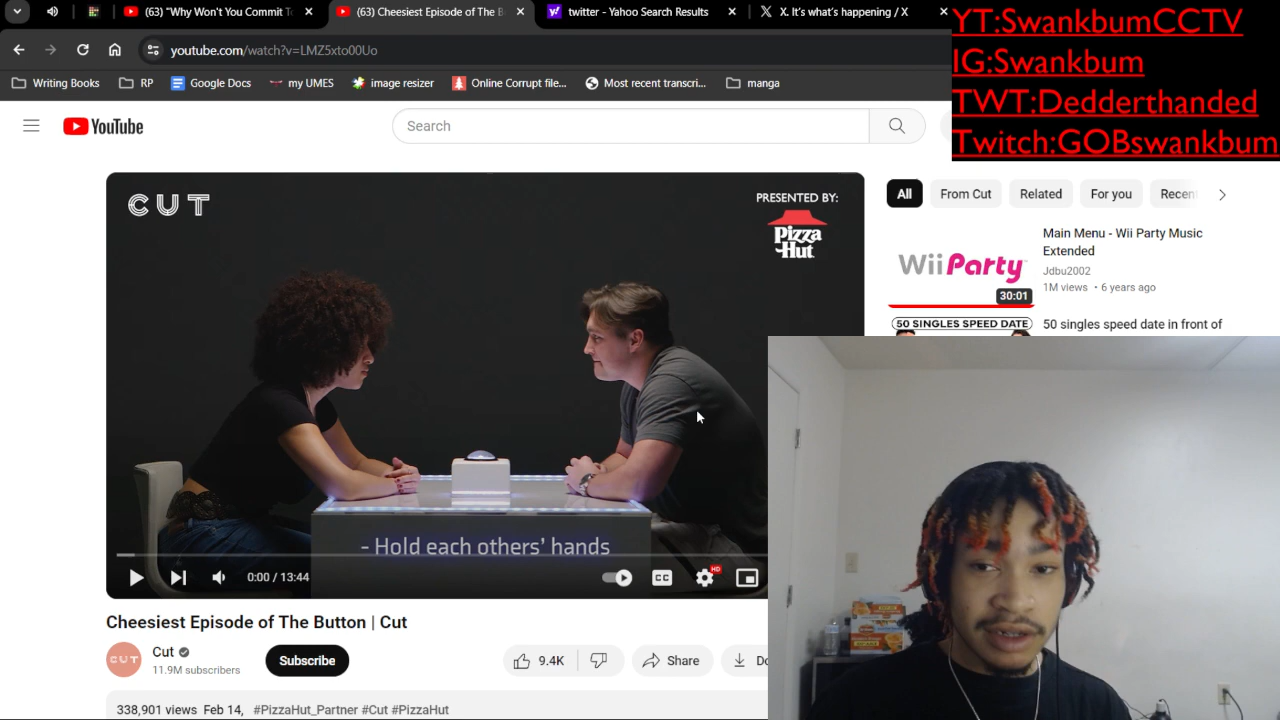 (63) "Why Won't You Commit To
(63) Cheesiest Episode of The B
twitter - Yahoo Search Results
X. It's what's happening / X
YT:SwankbumCCTV
IG:Swankbum
TWT:Dedderthanded
Twitch:GOBswankbum
youtube.com/watch?v=LMZ5xto00Uo
Writing Books
RP
Google Docs
my UMES
image resizer
Online Corrupt file...
Most recent transcri...
manga
YouTube
Search
CUT
PRESENTED BY:
Pizza
Hut
- Hold each others' hands
0:00 / 13:44
CC
HD
Cheesiest Episode of The Button | Cut
CUT
Cut
11.9M subscribers
Subscribe
9.4K
Share
Do
338,901 views Feb 14, #PizzaHut_Partner #Cut #PizzaHut
All
From Cut
Related
For you
Recen
Wii Party
30:01
Main Menu - Wii Party Music
Extended
Jdbu2002
1M views • 6 years ago
50 SINGLES SPEED DATE
50 singles speed date in front of